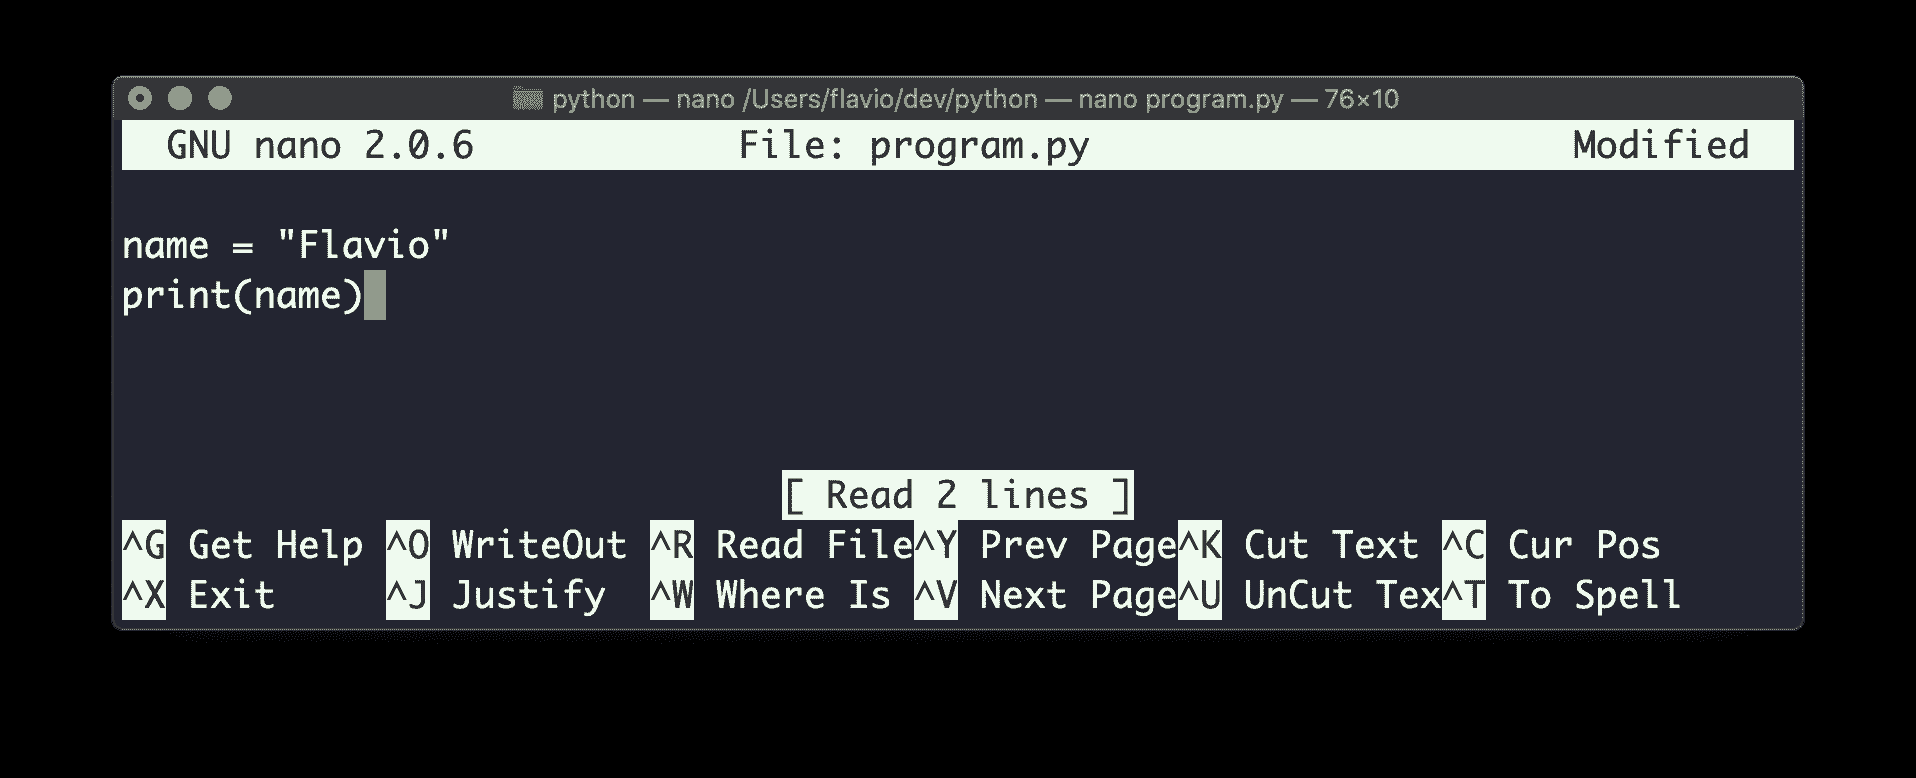 python — nano /Users/flavio/dev/python — nano program.py — 76×10
GNU nano 2.0.6 File: program.py Modified
name = "Flavio"
print(name)
[ Read 2 lines ]
^G Get Help ^O WriteOut ^R Read File^Y Prev Page^K Cut Text ^C Cur Pos
^X Exit ^J Justify ^W Where Is ^V Next Page^U UnCut Tex^T To Spell